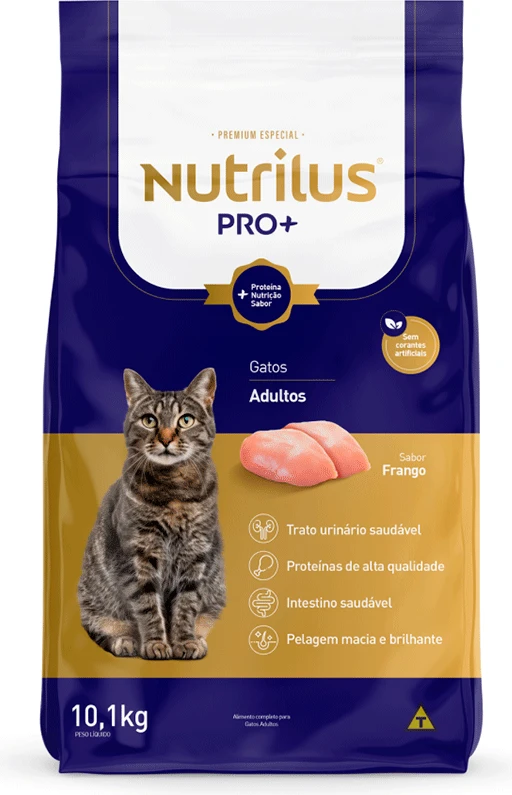 • PREMIUM ESPECIAL •
Nutrilus®
PRO+
+ Proteína
Nutrição
Sabor
Sem
corantes
artificiais
Gatos
Adultos
Sabor
Frango
Trato urinário saudável
Proteínas de alta qualidade
Intestino saudável
Pelagem macia e brilhante
10,1kg
PESO LÍQUIDO
Alimento completo para
Gatos Adultos
T